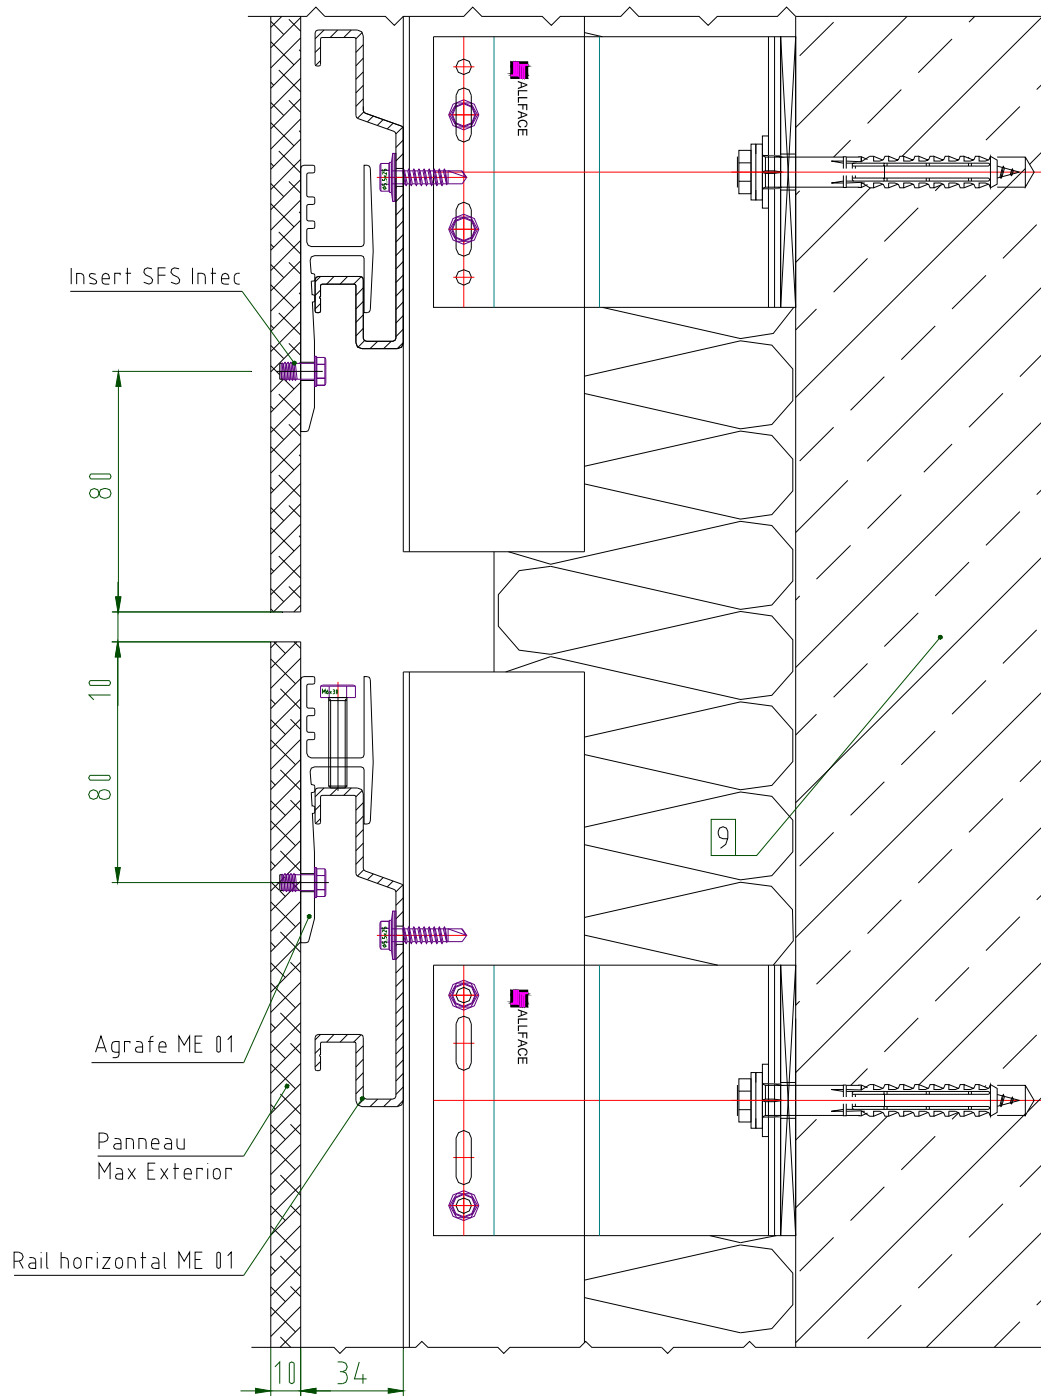 ALLFACE
Insert SFS Intec
80
10
80
M6x30
9
ALLFACE
Agrafe ME 01
Panneau
Max Exterior
Rail horizontal ME 01
10
34